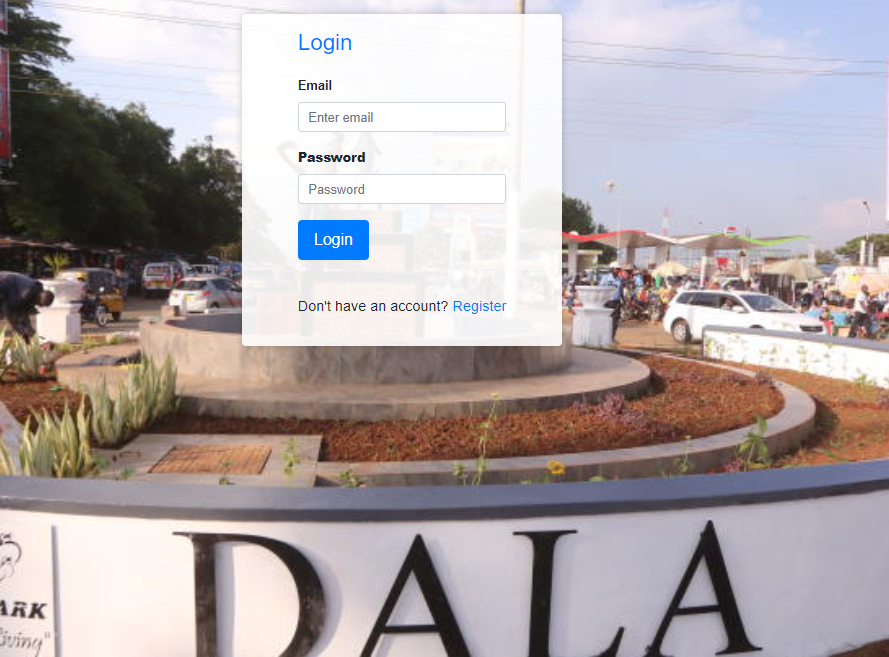 Login
Email
Enter email
Password
Password
Login
Don't have an account? Register
DALA
ARK
Living"